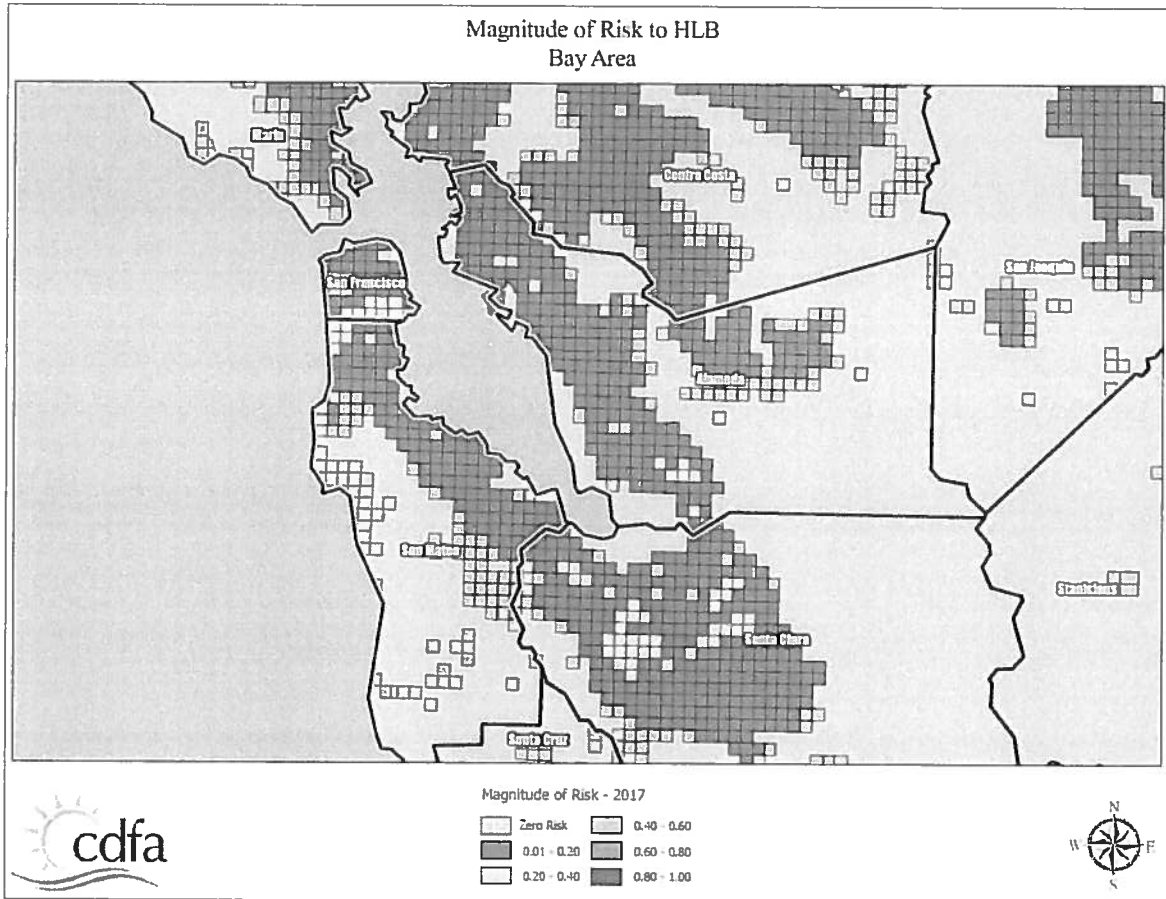 Magnitude of Risk to HLB
Bay Area
Marin
Contra Costa
San Francisco
San Joaquin
Alameda
San Mateo
Stanislaus
Santa Clara
Santa Cruz
Magnitude of Risk - 2017
Zero Risk
0.40 - 0.60
0.01 - 0.20
0.60 - 0.80
0.20 - 0.40
0.80 - 1.00
cdfa
N
W
E
S